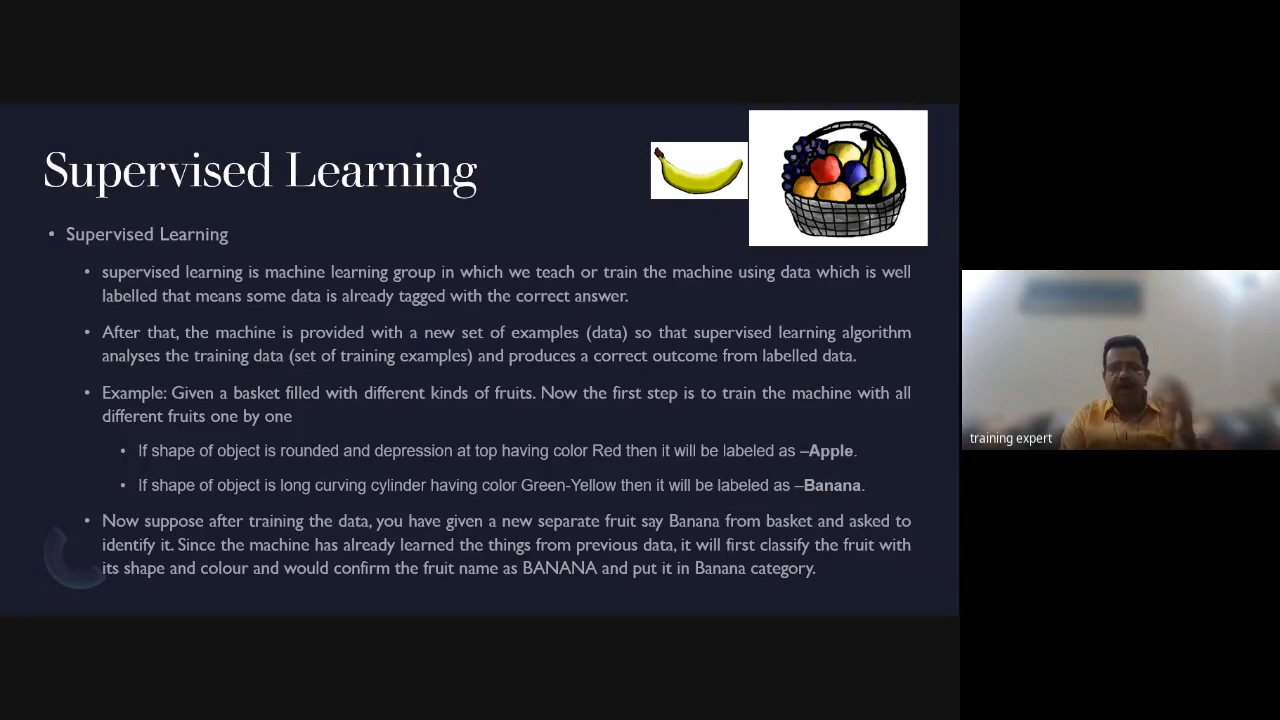 Supervised Learning
• Supervised Learning
• supervised learning is machine learning group in which we teach or train the machine using data which is well
labelled that means some data is already tagged with the correct answer.
• After that, the machine is provided with a new set of examples (data) so that supervised learning algorithm
analyses the training data (set of training examples) and produces a correct outcome from labelled data.
• Example: Given a basket filled with different kinds of fruits. Now the first step is to train the machine with all
different fruits one by one
• If shape of object is rounded and depression at top having color Red then it will be labeled as –Apple.
• If shape of object is long curving cylinder having color Green-Yellow then it will be labeled as –Banana.
• Now suppose after training the data, you have given a new separate fruit say Banana from basket and asked to
identify it. Since the machine has already learned the things from previous data, it will first classify the fruit with
its shape and colour and would confirm the fruit name as BANANA and put it in Banana category.
training expert